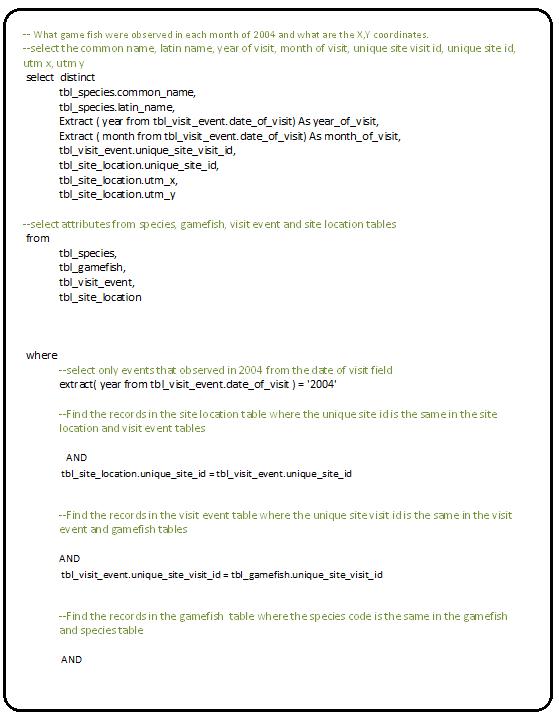 -- What game fish were observed in each month of 2004 and what are the X,Y coordinates.
--select the common name, latin name, year of visit, month of visit, unique site visit id, unique site id,
utm x, utm y
select distinct
tbl_species.common_name,
tbl_species.latin_name,
Extract ( year from tbl_visit_event.date_of_visit) As year_of_visit,
Extract ( month from tbl_visit_event.date_of_visit) As month_of_visit,
tbl_visit_event.unique_site_visit_id,
tbl_site_location.unique_site_id,
tbl_site_location.utm_x,
tbl_site_location.utm_y
--select attributes from species, gamefish, visit event and site location tables
from
tbl_species,
tbl_gamefish,
tbl_visit_event,
tbl_site_location
where
--select only events that observed in 2004 from the date of visit field
extract( year from tbl_visit_event.date_of_visit ) = '2004'
--Find the records in the site location table where the unique site id is the same in the site
location and visit event tables
AND
tbl_site_location.unique_site_id = tbl_visit_event.unique_site_id
--Find the records in the visit event table where the unique site visit id is the same in the visit
event and gamefish tables
AND
tbl_visit_event.unique_site_visit_id = tbl_gamefish.unique_site_visit_id
--Find the records in the gamefish table where the species code is the same in the gamefish
and species table
AND